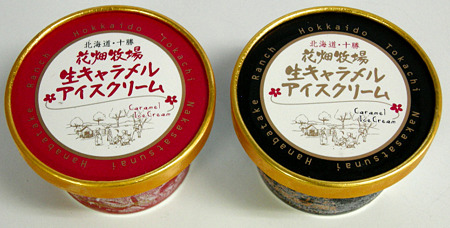 北海道・十勝
花畑牧場
生キャラメル
アイスクリーム
Caramel
Ice Cream
Hanabatake Ranch Hokkaido Tokachi Nakasatsunai
北海道・十勝
花畑牧場
生キャラメル
アイスクリーム
Caramel
Ice Cream
Hanabatake Ranch Hokkaido Tokachi Nakasatsunai